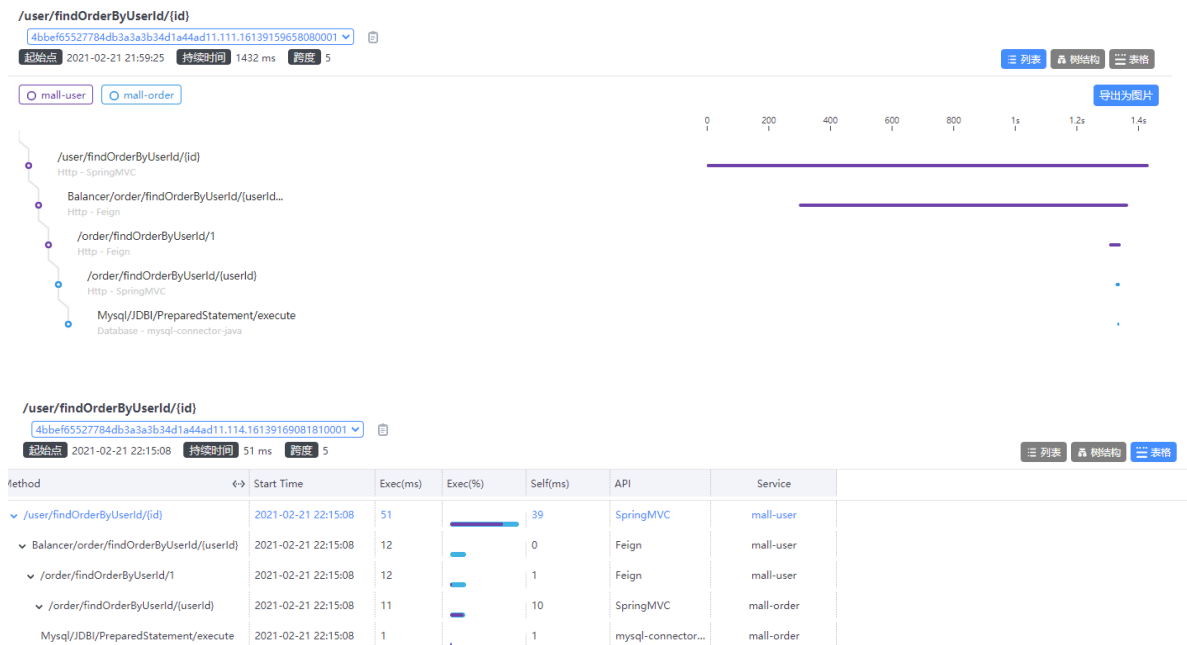 /user/findOrderByUserId/{id}
4bbef65527784db3a3a3b34d1a44ad11.111.16139159658080001
起始点 2021-02-21 21:59:25 持续时间 1432 ms 跨度 5
列表 树结构 表格
mall-user mall-order
导出为图片
0 200 400 600 800 1s 1.2s 1.4s
/user/findOrderByUserId/{id}
Http - SpringMVC
Balancer/order/findOrderByUserId/{userId...
Http - Feign
/order/findOrderByUserId/1
Http - Feign
/order/findOrderByUserId/{userId}
Http - SpringMVC
Mysql/JDBI/PreparedStatement/execute
Database - mysql-connector-java
/user/findOrderByUserId/{id}
4bbef65527784db3a3a3b34d1a44ad11.114.16139169081810001
起始点 2021-02-21 22:15:08 持续时间 51 ms 跨度 5
列表 树结构 表格
Method Start Time Exec(ms) Exec(%) Self(ms) API Service
/user/findOrderByUserId/{id} 2021-02-21 22:15:08 51 39 SpringMVC mall-user
Balancer/order/findOrderByUserId/{userId} 2021-02-21 22:15:08 12 0 Feign mall-user
/order/findOrderByUserId/1 2021-02-21 22:15:08 12 1 Feign mall-user
/order/findOrderByUserId/{userId} 2021-02-21 22:15:08 11 10 SpringMVC mall-order
Mysql/JDBI/PreparedStatement/execute 2021-02-21 22:15:08 1 1 mysql-connector... mall-order